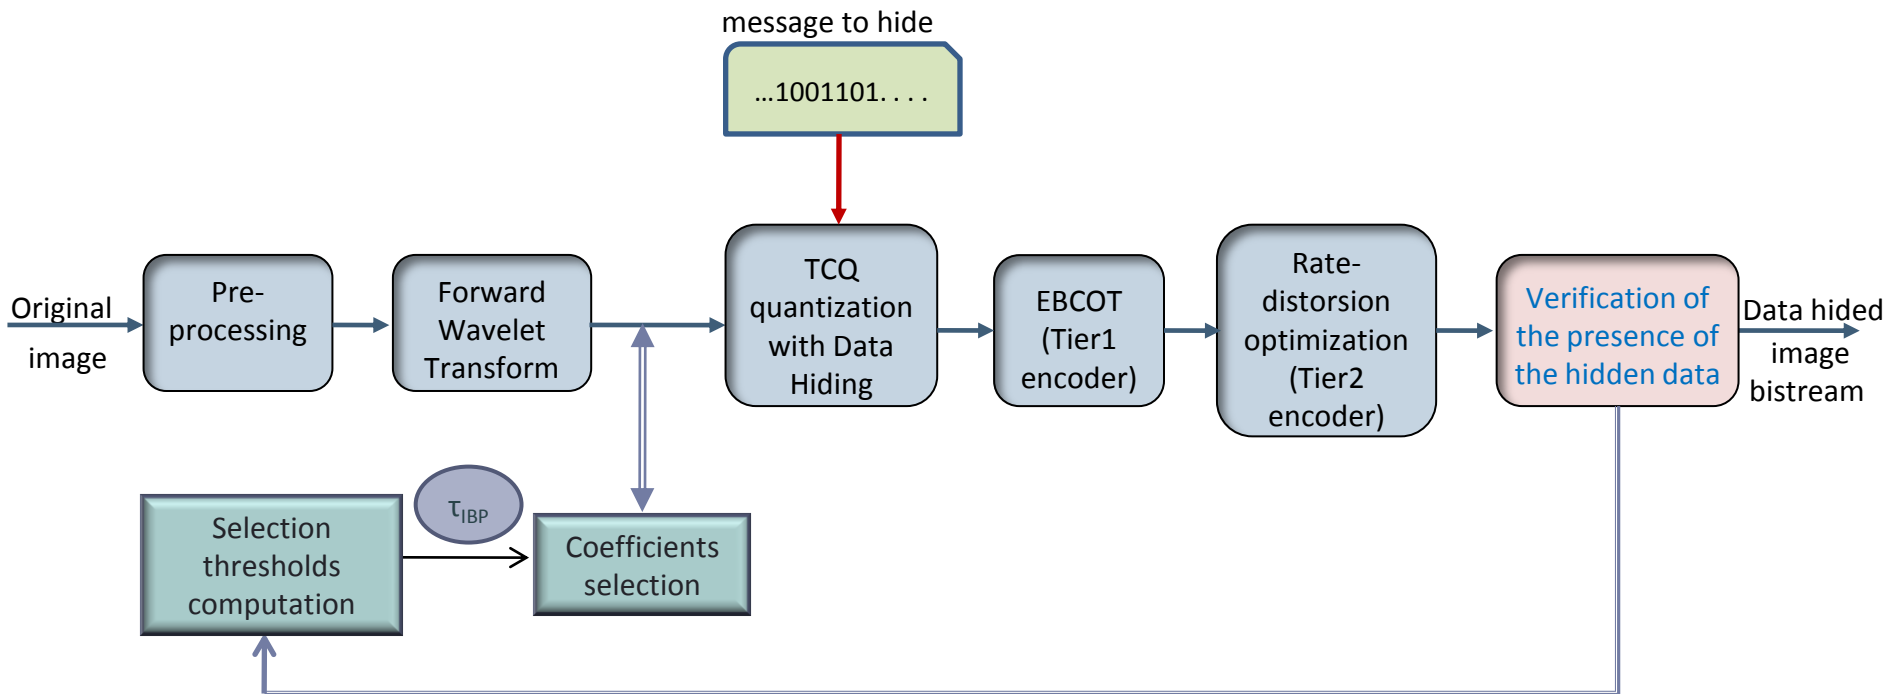 message to hide
...1001101. . . .
Original
image
Pre-
processing
Forward
Wavelet
Transform
TCQ
quantization
with Data
Hiding
EBCOT
(Tier1
encoder)
Rate-
distorsion
optimization
(Tier2
encoder)
Verification of
the presence of
the hidden data
Data hided
image
bistream
Selection
thresholds
computation
τIBP
Coefficients
selection